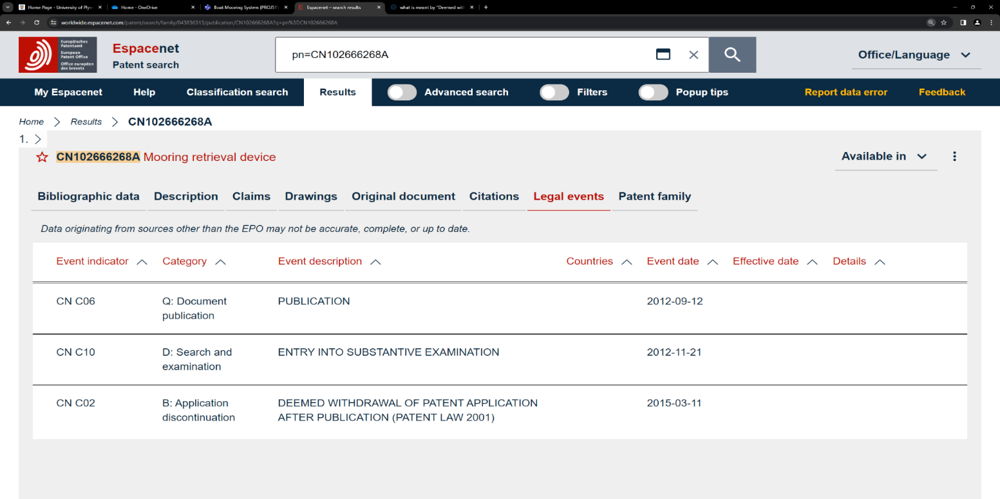 Home Page - University of Plym
Home - OneDrive
Boat Mooring System (PROJ51
Espacenet – search results
what is meant by "Deemed with
worldwide.espacenet.com/patent/search/family/043856313/publication/CN102666268A?q=pn%3DCN102666268A
Europäisches
Patentamt
European
Patent Office
Office européen
des brevets
Espacenet
Patent search
pn=CN102666268A
Office/Language
My Espacenet
Help
Classification search
Results
Advanced search
Filters
Popup tips
Report data error
Feedback
Home
Results
CN102666268A
1.
CN102666268A Mooring retrieval device
Available in
Bibliographic data
Description
Claims
Drawings
Original document
Citations
Legal events
Patent family
Data originating from sources other than the EPO may not be accurate, complete, or up to date.
Event indicator
Category
Event description
Countries
Event date
Effective date
Details
CN C06
Q: Document
publication
PUBLICATION
2012-09-12
CN C10
D: Search and
examination
ENTRY INTO SUBSTANTIVE EXAMINATION
2012-11-21
CN C02
B: Application
discontinuation
DEEMED WITHDRAWAL OF PATENT APPLICATION
AFTER PUBLICATION (PATENT LAW 2001)
2015-03-11